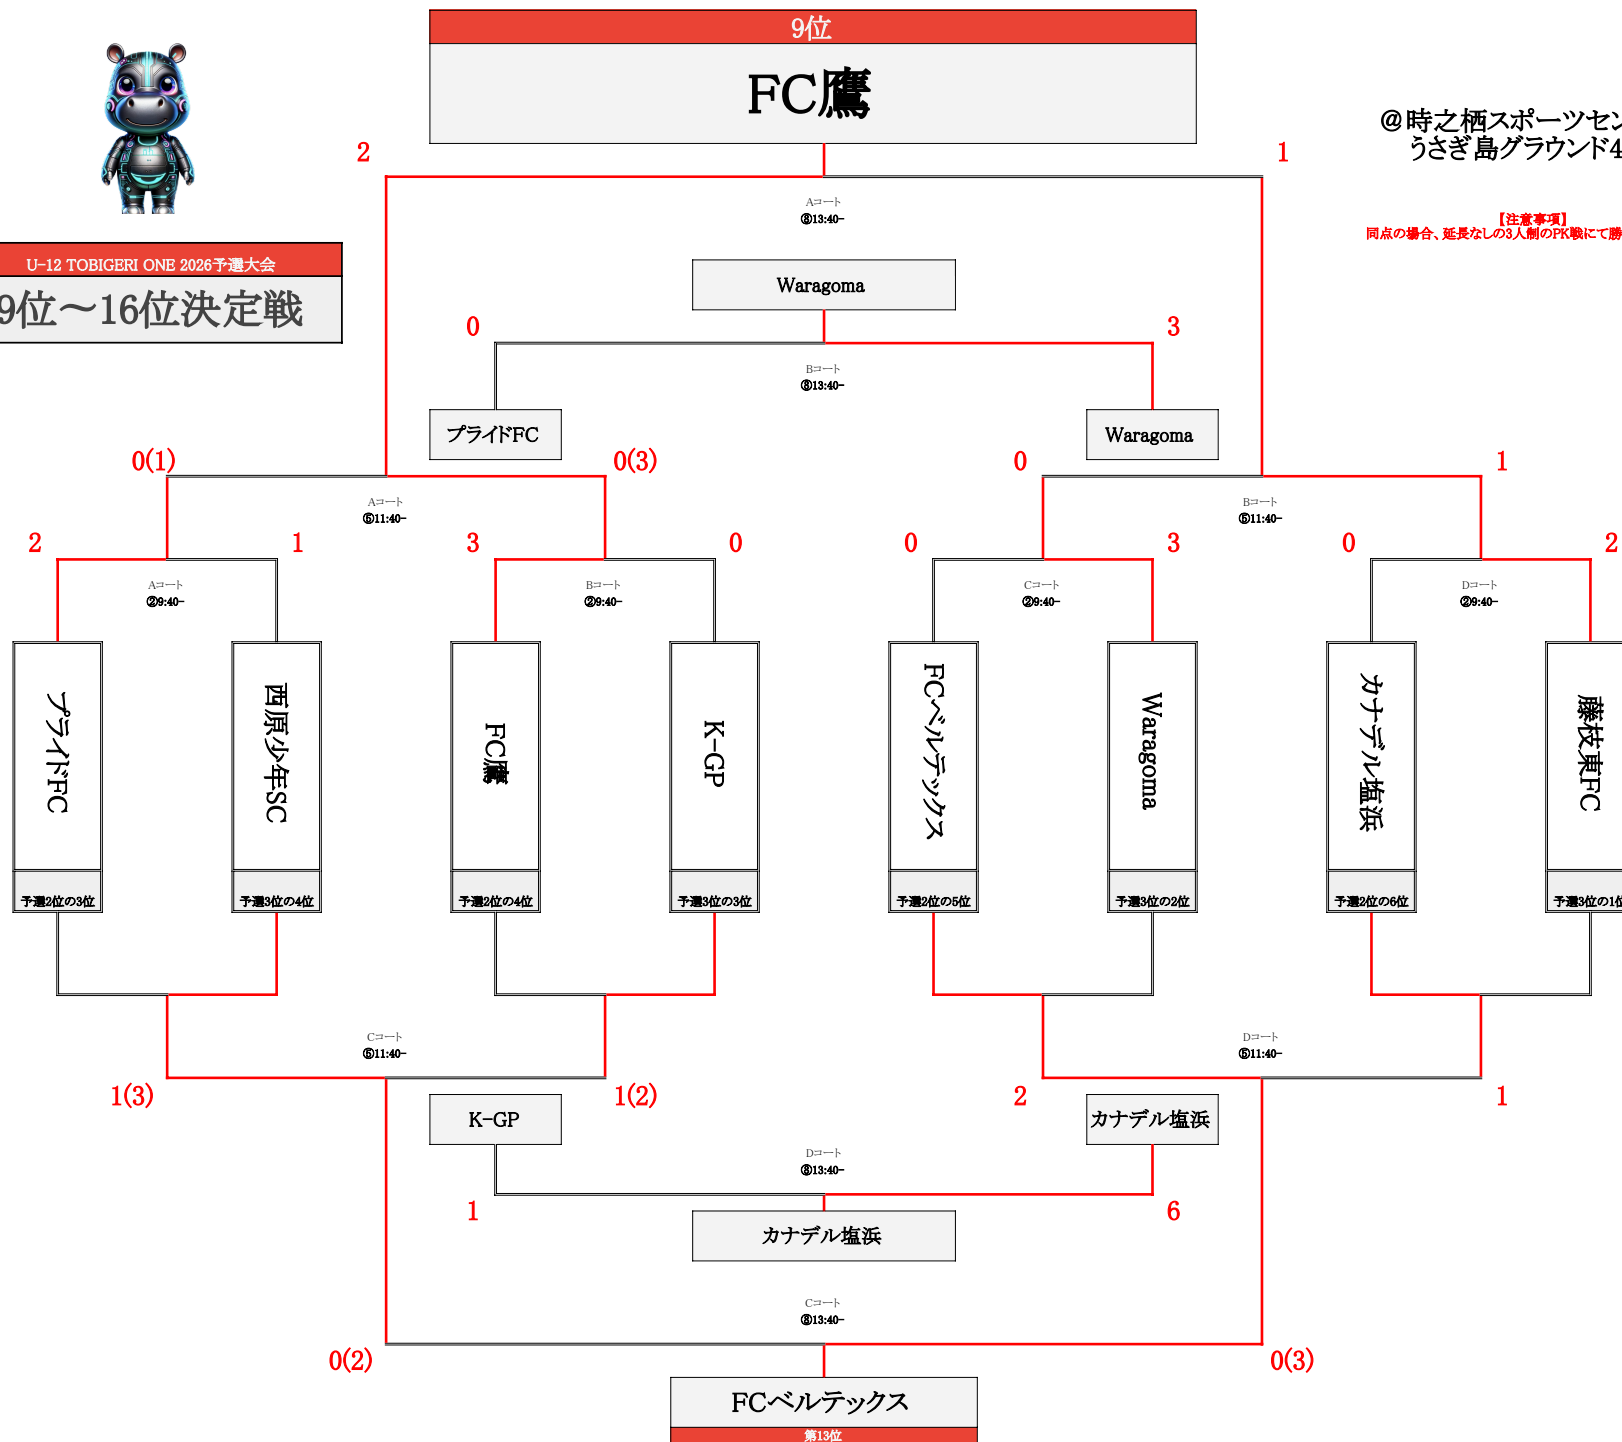 9位
FC鷹
@時之栖スポーツセン
うさぎ島グラウンド4
【注意事項】
同点の場合、延長なしの3人制のPK戦にて勝
U-12 TOBIGERI ONE 2026予選大会
9位～16位決定戦
2
1
Aコート
⑧13:40-
Waragoma
0
3
Bコート
⑧13:40-
プライドFC
Waragoma
0(1)
0(3)
0
1
Aコート
⑤11:40-
Bコート
⑤11:40-
2
1
3
0
0
3
0
2
Aコート
②9:40-
Bコート
②9:40-
Cコート
②9:40-
Dコート
②9:40-
プライドFC
西原少年SC
FC鷹
K-GP
FCベルテックス
Waragoma
カナデル塩浜
藤枝東FC
予選2位の3位
予選3位の4位
予選2位の4位
予選3位の3位
予選2位の5位
予選3位の2位
予選2位の6位
予選3位の1位
Cコート
⑤11:40-
Dコート
⑤11:40-
1(3)
1(2)
2
1
K-GP
カナデル塩浜
Dコート
⑧13:40-
1
6
カナデル塩浜
Cコート
⑧13:40-
0(2)
0(3)
FCベルテックス
第13位